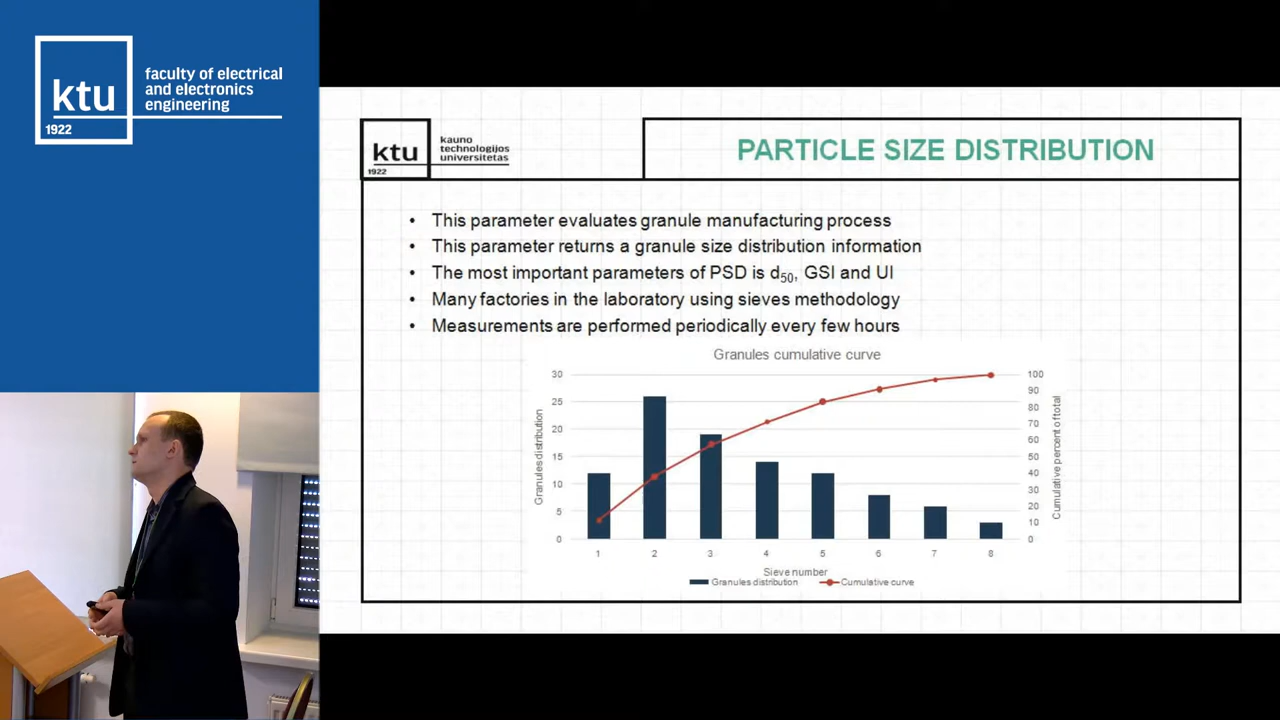 ktu
1922
faculty of electrical
and electronics
engineering
ktu
1922
kauno
technologijos
universitetas
PARTICLE SIZE DISTRIBUTION
• This parameter evaluates granule manufacturing process
• This parameter returns a granule size distribution information
• The most important parameters of PSD is d50, GSI and UI
• Many factories in the laboratory using sieves methodology
• Measurements are performed periodically every few hours
Granules cumulative curve
30
25
20
15
10
5
0
Granules distribution
100
90
80
70
60
50
40
30
20
10
0
Cumulative percent of total
1 2 3 4 5 6 7 8
Sieve number
Granules distribution Cumulative curve